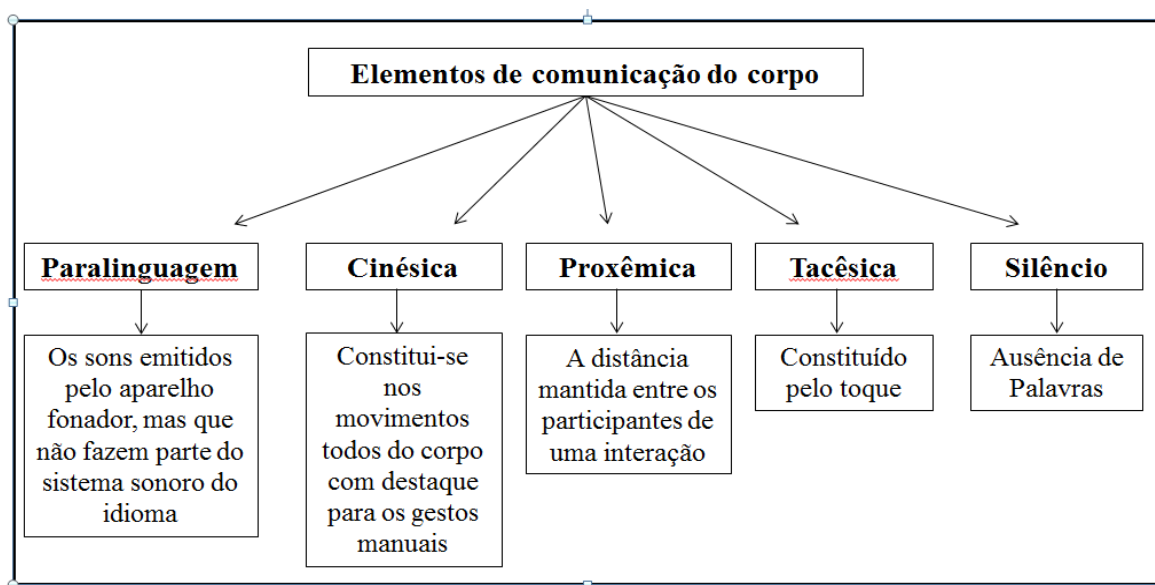 Elementos de comunicação do corpo
Paralinguagem
Os sons emitidos
pelo aparelho
fonador, mas que
não fazem parte do
sistema sonoro do
idioma
Cinésica
Constitui-se
nos
movimentos
todos do corpo
com destaque
para os gestos
manuais
Proxêmica
A distância
mantida entre os
participantes de
uma interação
Tacêsica
Constituído
pelo toque
Silêncio
Ausência de
Palavras